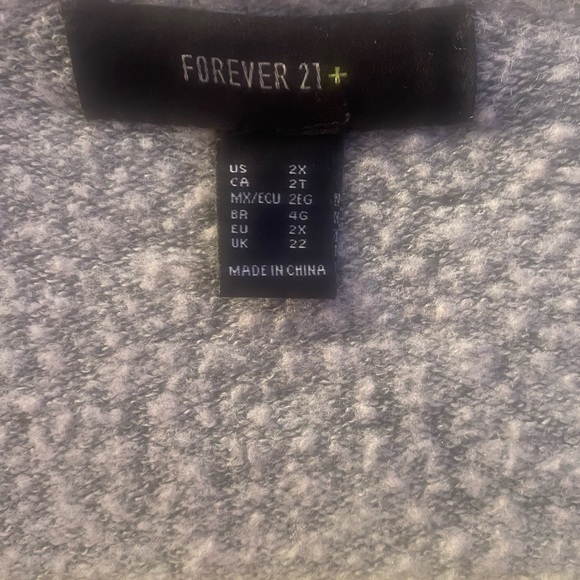 FOREVER 21+
US 2X
CA 2T
MX/ECU 2EG
BR 4G
EU 2X
UK 22
MADE IN CHINA